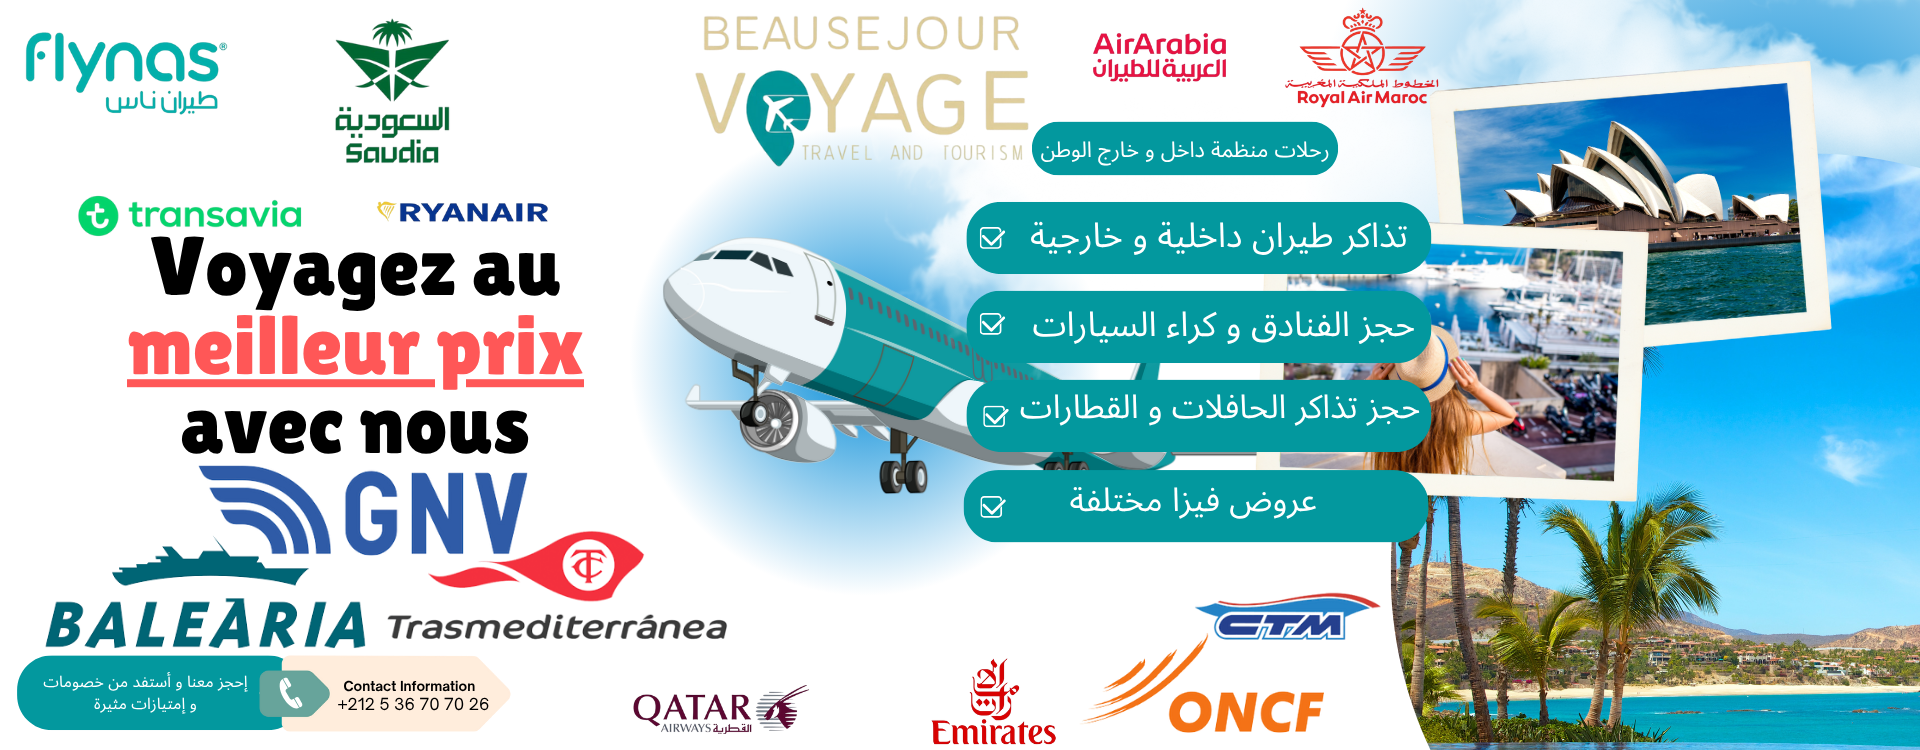 flynas®
طيران ناس
السعودية
Saudia
BEAUSEJOUR
VOYAGE
TRAVEL AND TOURISM
AirArabia
العربية للطيران
الخطوط الملكية المغربية
Royal Air Maroc
رحلات منظمة داخل و خارج الوطن
transavia
RYANAIR
Voyagez au
meilleur prix
avec nous
تذاكر طيران داخلية و خارجية
حجز الفنادق و كراء السيارات
حجز تذاكر الحافلات و القطارات
عروض فيزا مختلفة
GNV
BALEÀRIA
TC
Trasmediterránea
CTM
ONCF
إحجز معنا و أستفد من خصومات
و إمتيازات مثيرة
Contact Information
+212 5 36 70 70 26
QATAR
AIRWAYS القطرية
Emirates